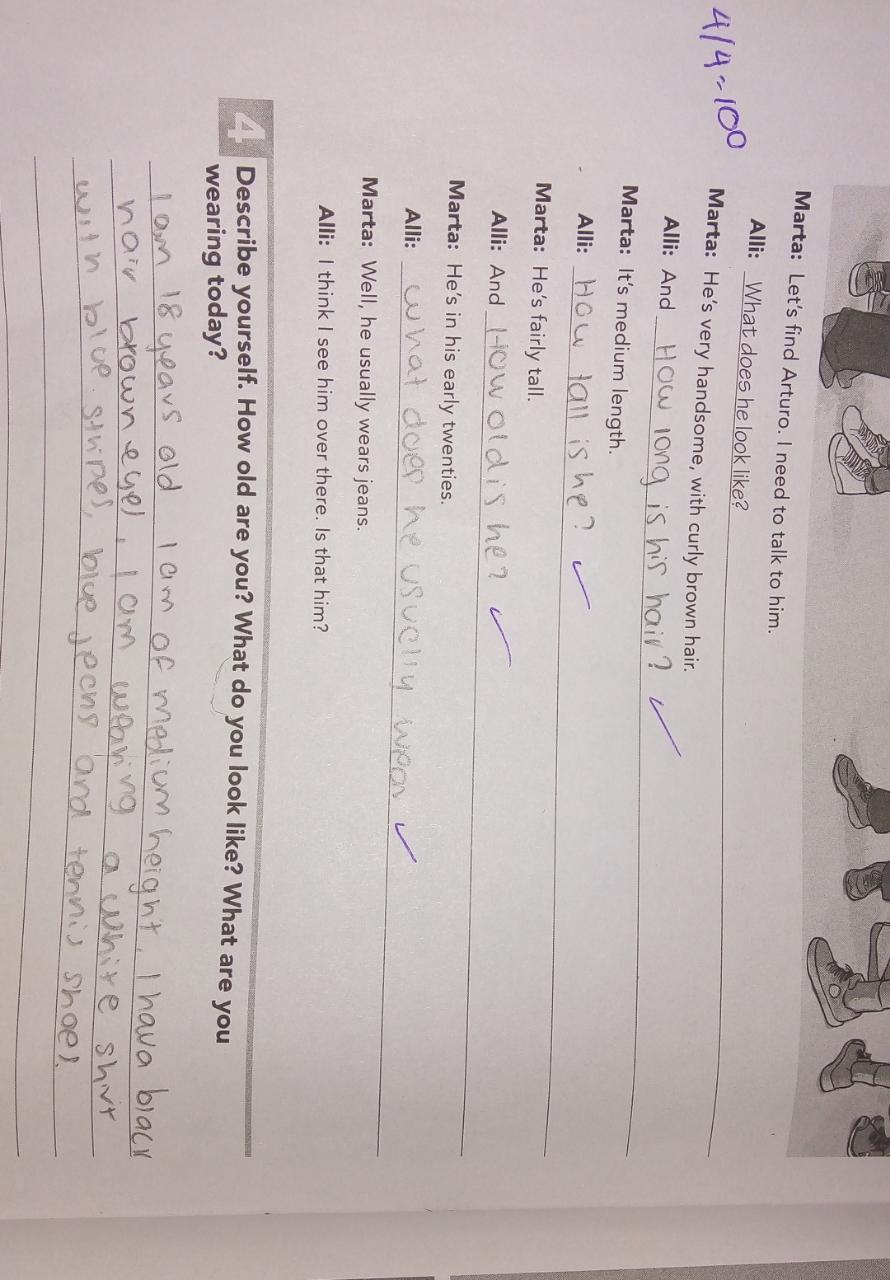 4/4 = 100
Marta: Let's find Arturo. I need to talk to him.
Alli: What does he look like?
Marta: He's very handsome, with curly brown hair.
Alli: And How long is his hair?
Marta: It's medium length.
Alli: How tall is he?
Marta: He's fairly tall.
Alli: And How old is he?
Marta: He's in his early twenties.
Alli: what does he usually
Marta: Well, he usually wears jeans.
Alli: I think I see him over there. Is that him?
4 Describe yourself. How old are you? What do you look like? What are you
wearing today?
I am 18 years old I am of medium height, I hava black
hair brown eyes, I am wearing a white shirt
with blue stripes, blue jeans and tennis shoes.